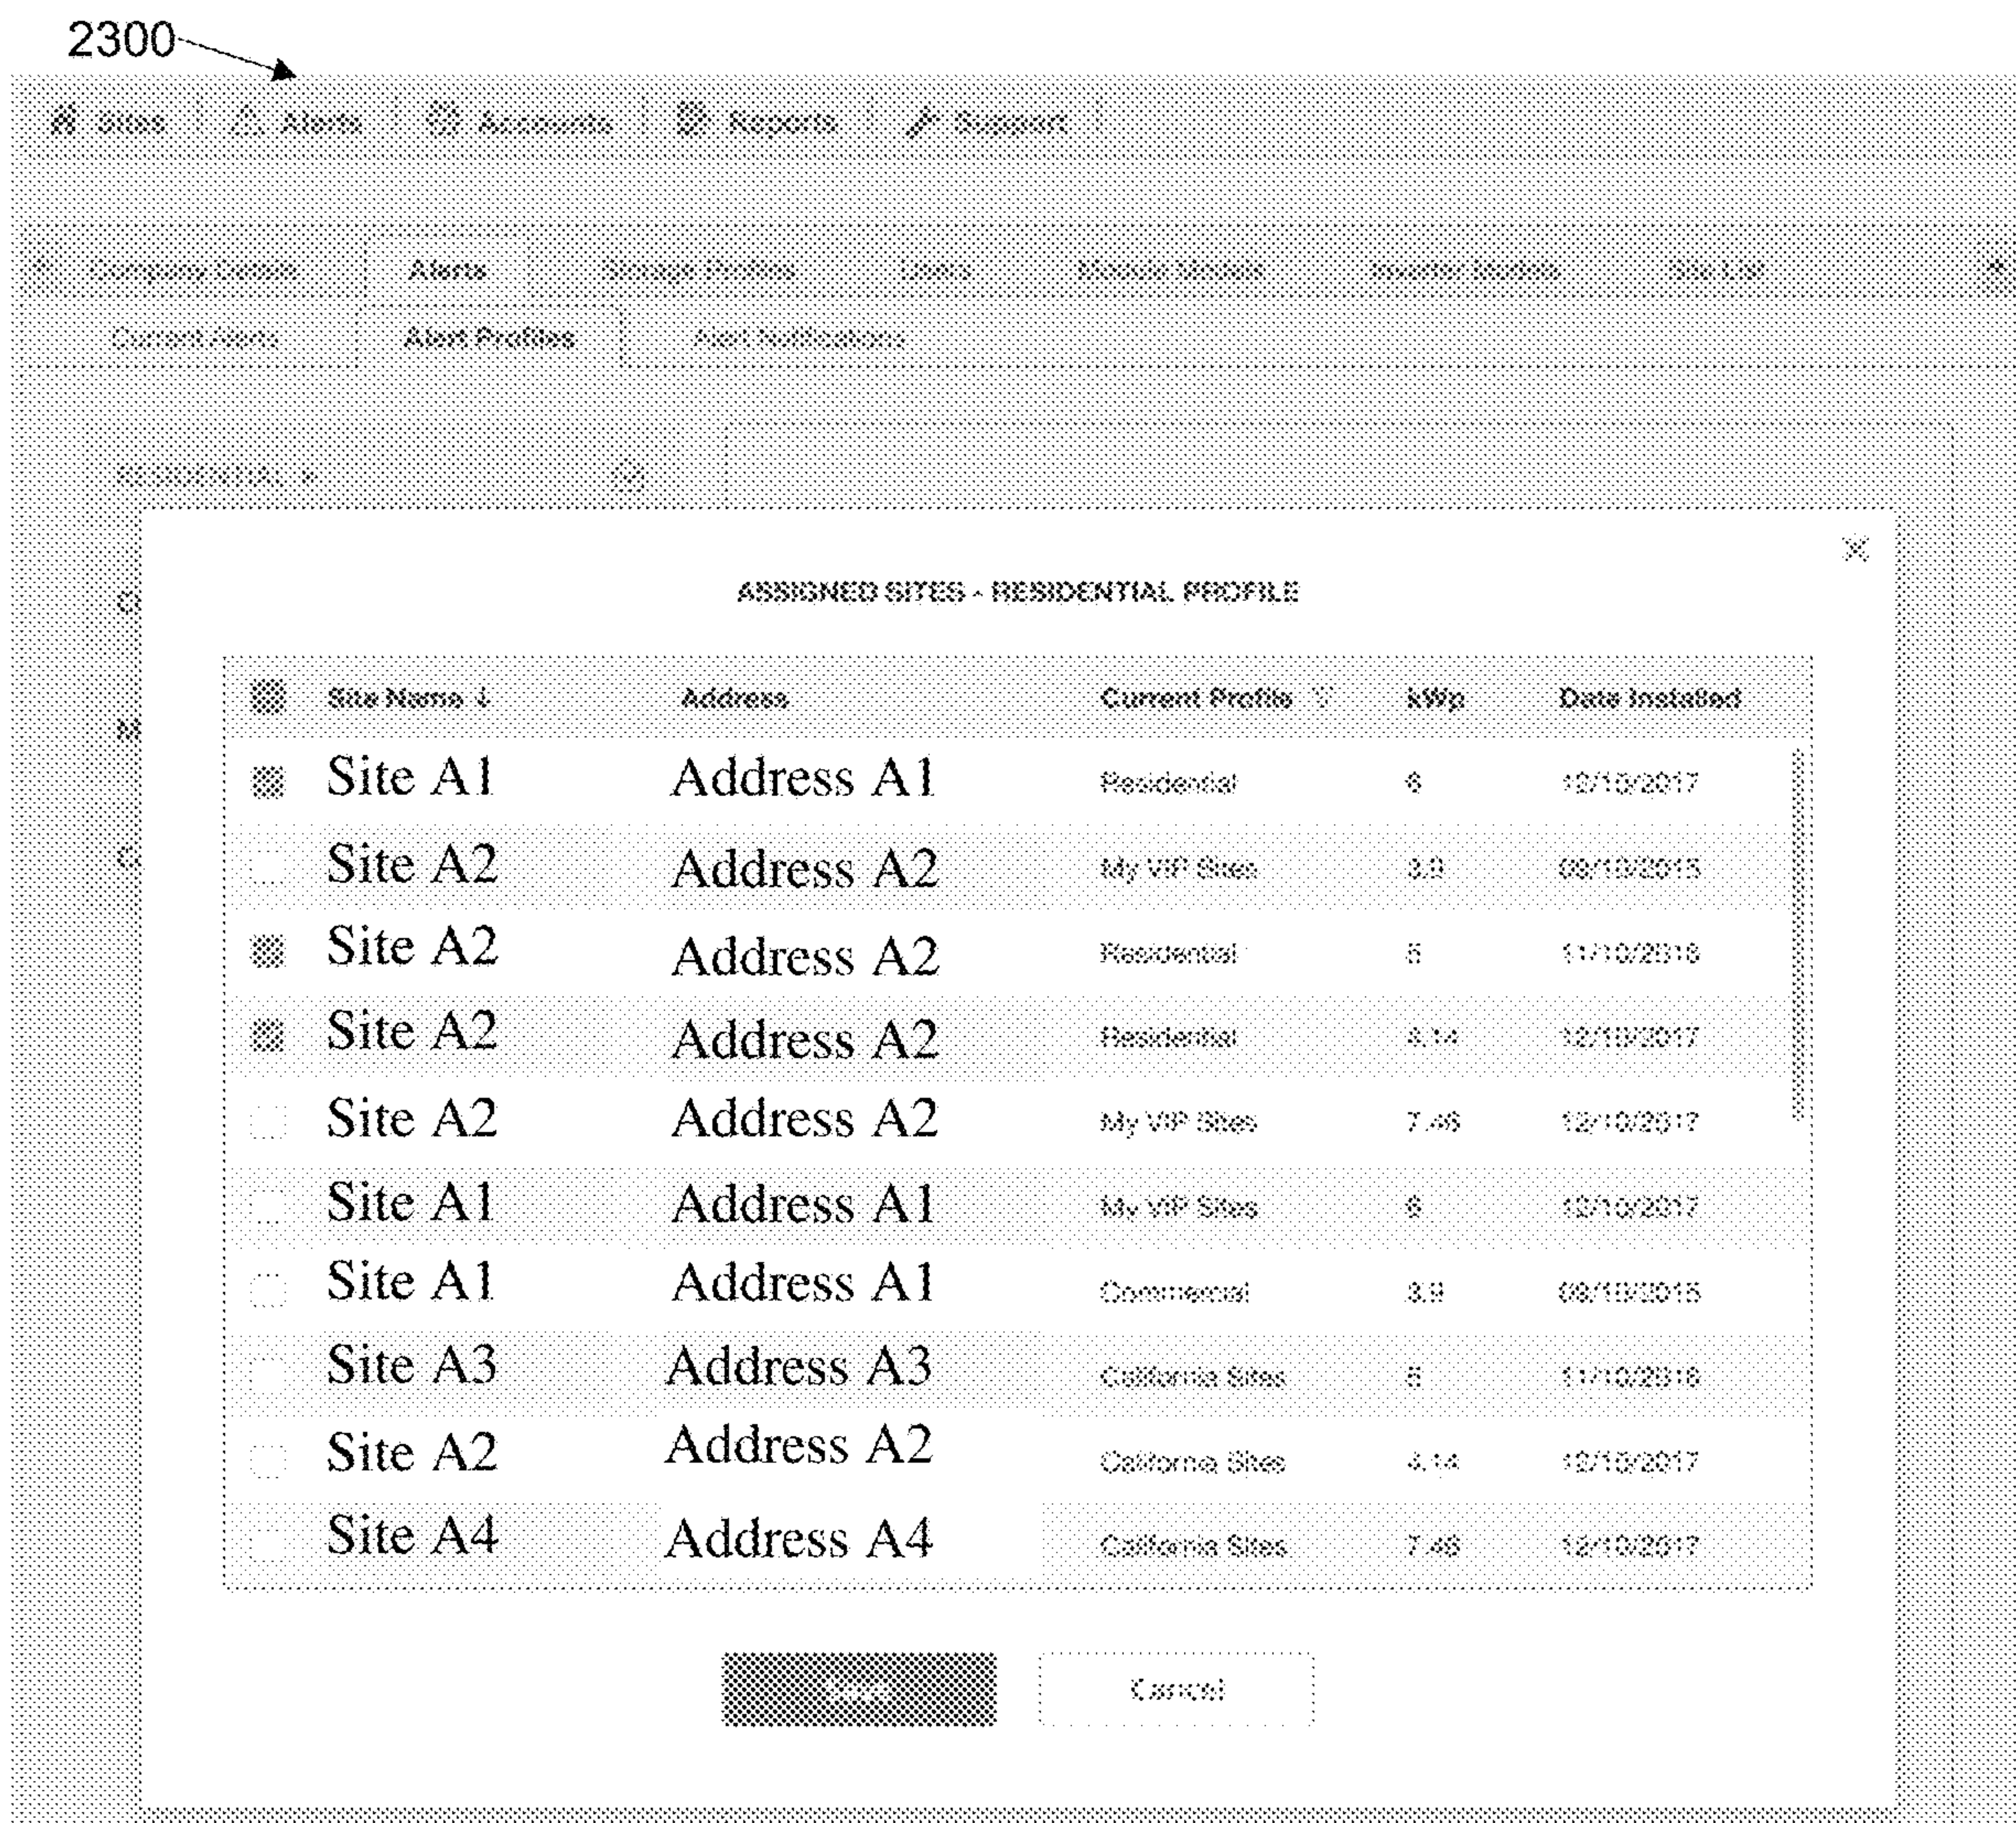 2300
Sites Alerts Accounts Reports Support
Company Details Alerts Storage Profiles Users Module Models Inverter Models Site List
Current Alerts Alert Profiles Alert Notifications
RESIDENTIAL
ASSIGNED SITES - RESIDENTIAL PROFILE
Site Name ↓ Address Current Profile kWp Date Installed
Site A1 Address A1 Residential 6 12/10/2017
Site A2 Address A2 My VIP Sites 3.9 09/10/2015
Site A2 Address A2 Residential 5 11/10/2016
Site A2 Address A2 Residential 4.14 12/10/2017
Site A2 Address A2 My VIP Sites 7.46 12/10/2017
Site A1 Address A1 My VIP Sites 6 12/10/2017
Site A1 Address A1 Commercial 3.9 09/10/2015
Site A3 Address A3 California Sites 5 11/10/2016
Site A2 Address A2 California Sites 4.14 12/10/2017
Site A4 Address A4 California Sites 7.46 12/10/2017
Cancel